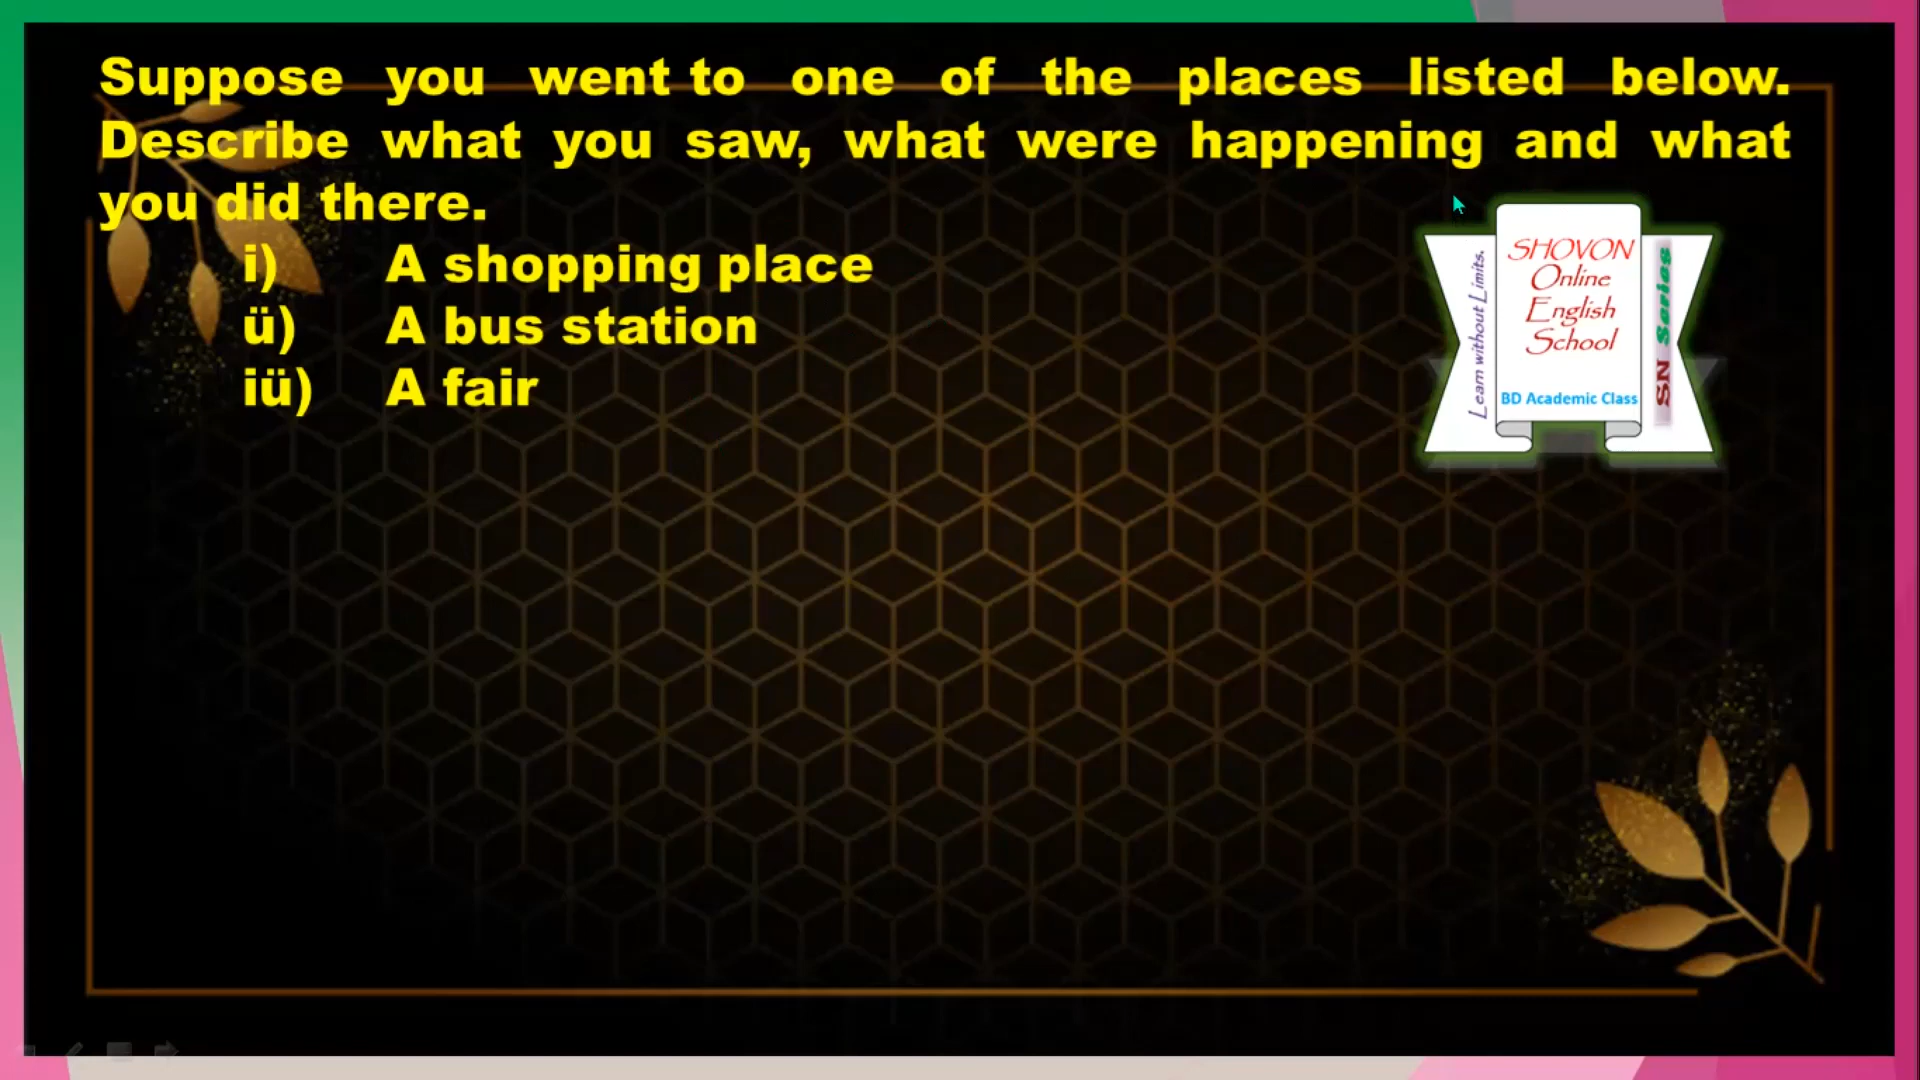 Suppose you went to one of the places listed below.
Describe what you saw, what were happening and what
you did there.
i) A shopping place
ü) A bus station
iü) A fair
Learn without Limits.
SHOVON
Online
English
School
BD Academic Class
SN Series